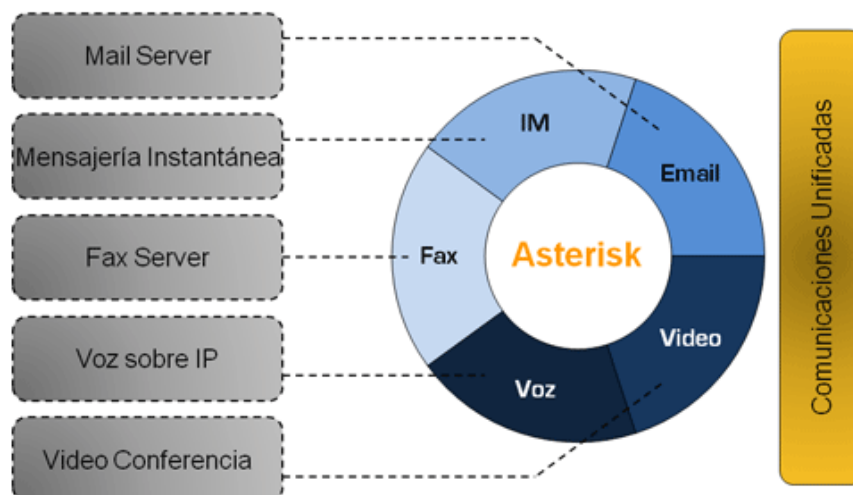 Mail Server
Mensajería Instantánea
Fax Server
Voz sobre IP
Video Conferencia
IM
Email
Fax
Asterisk
Video
Voz
Comunicaciones Unificadas